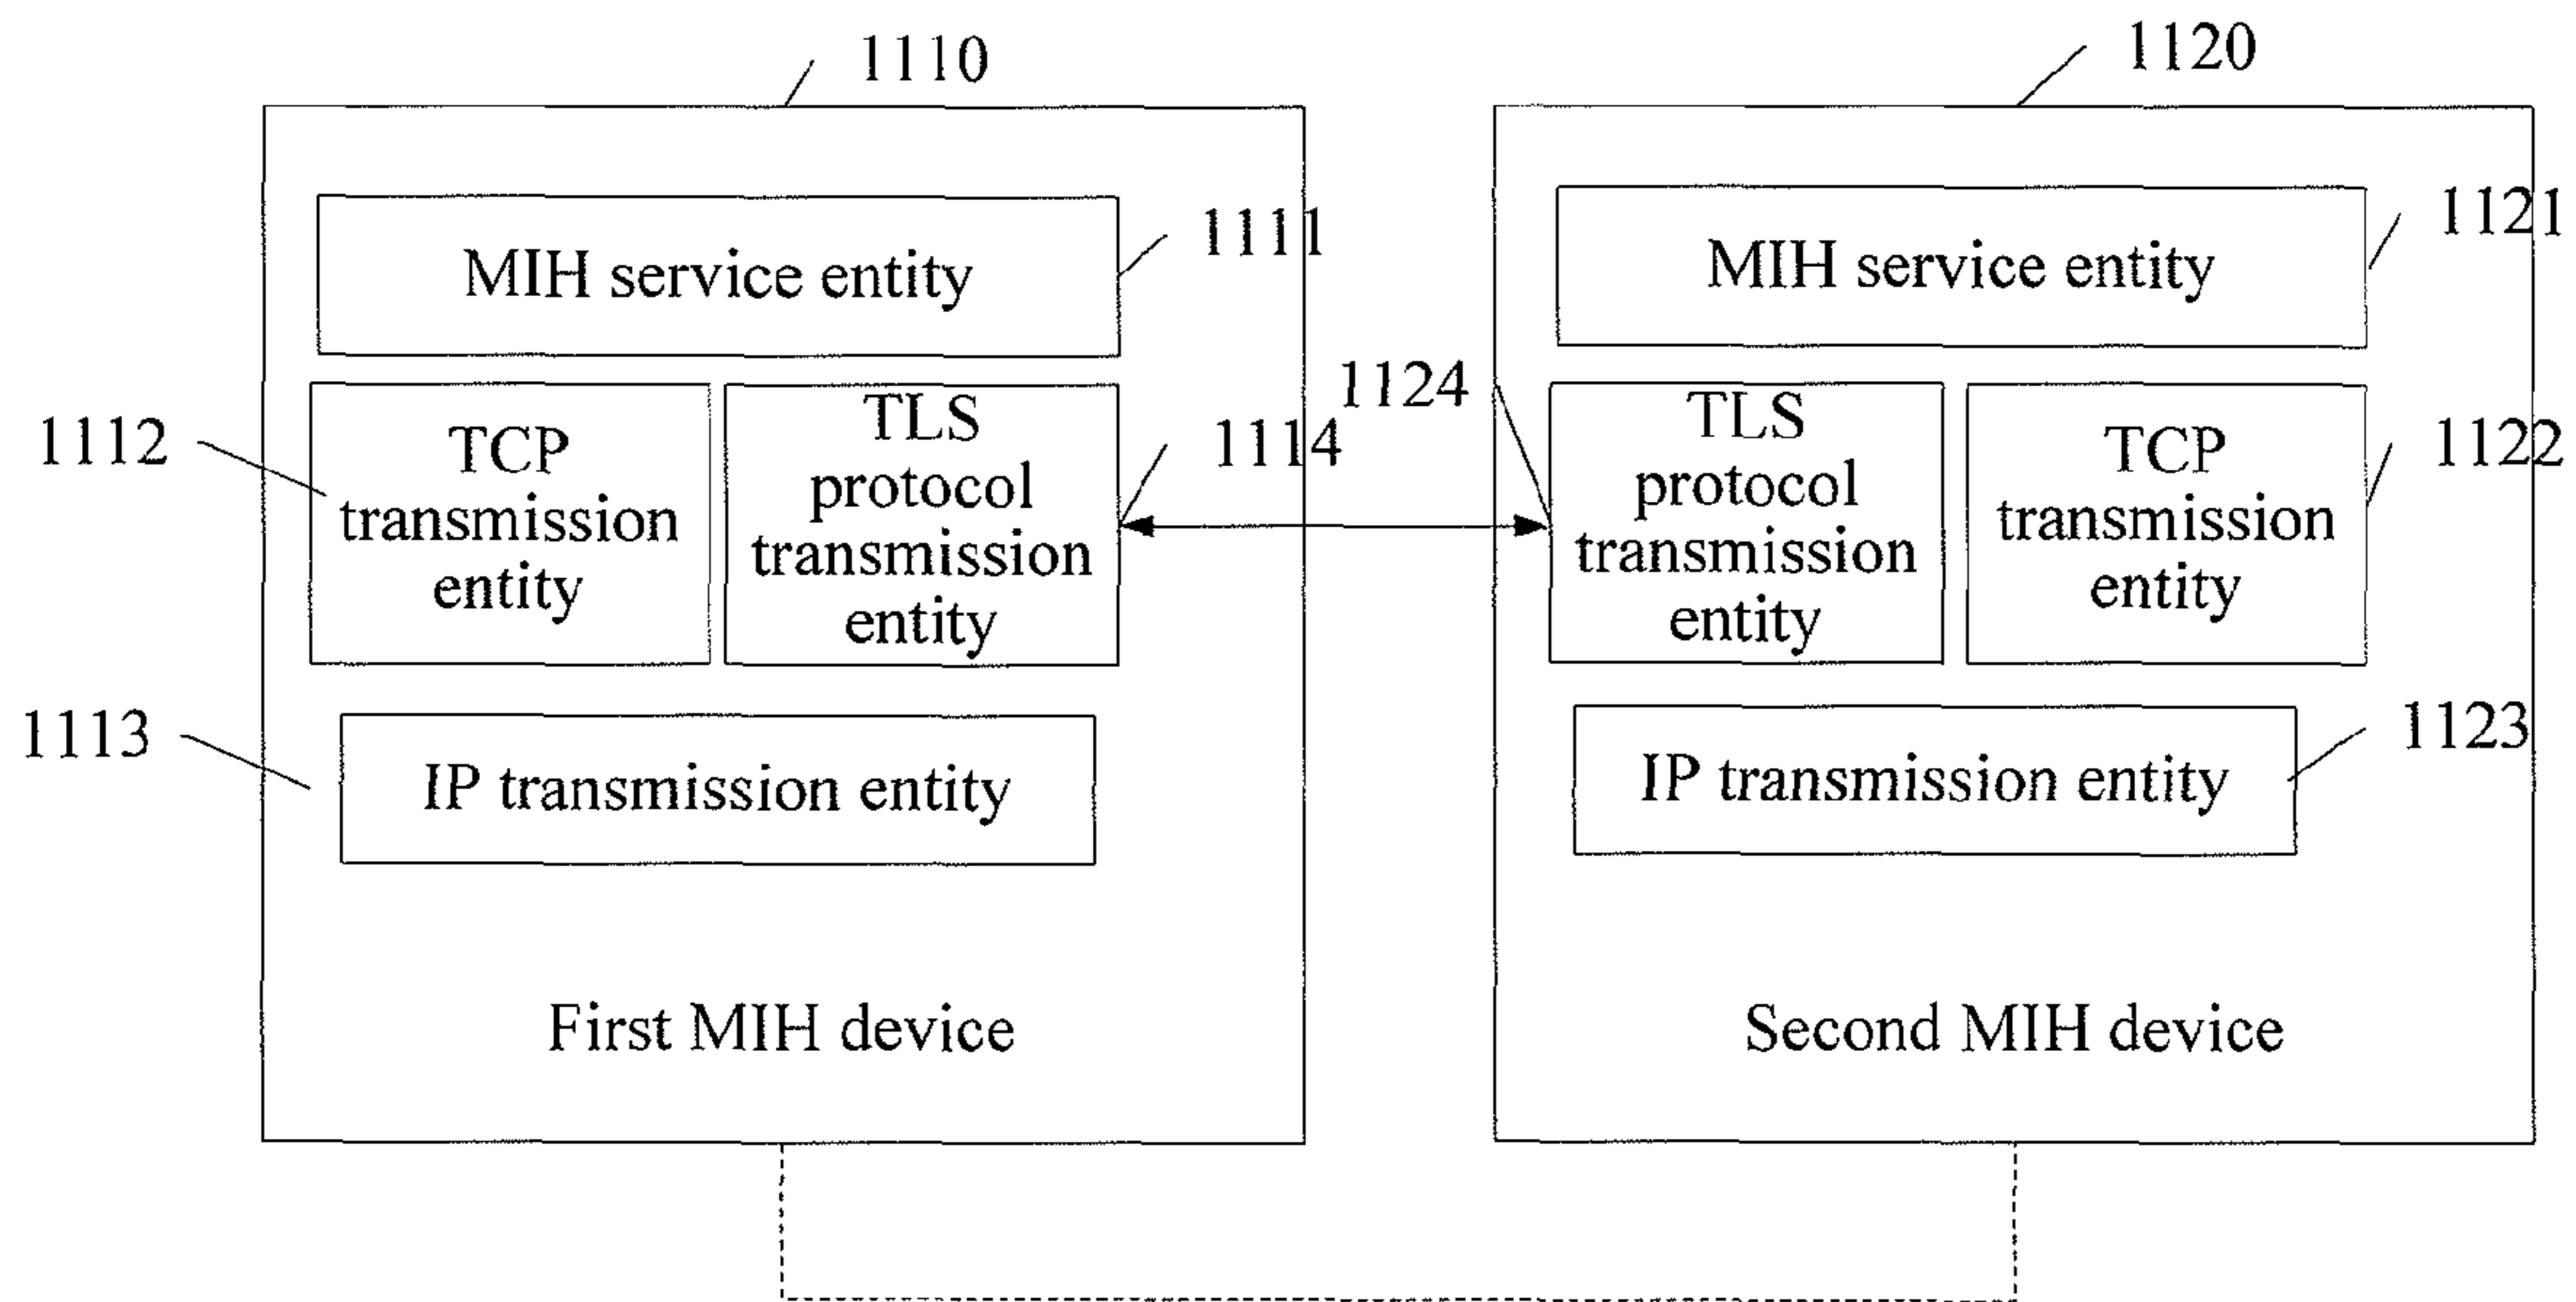 1110
1120
MIH service entity
1111
MIH service entity
1121
1112
TCP
transmission
entity
TLS
protocol
transmission
entity
1114
1124
TLS
protocol
transmission
entity
TCP
transmission
entity
1122
1113
IP transmission entity
IP transmission entity
1123
First MIH device
Second MIH device